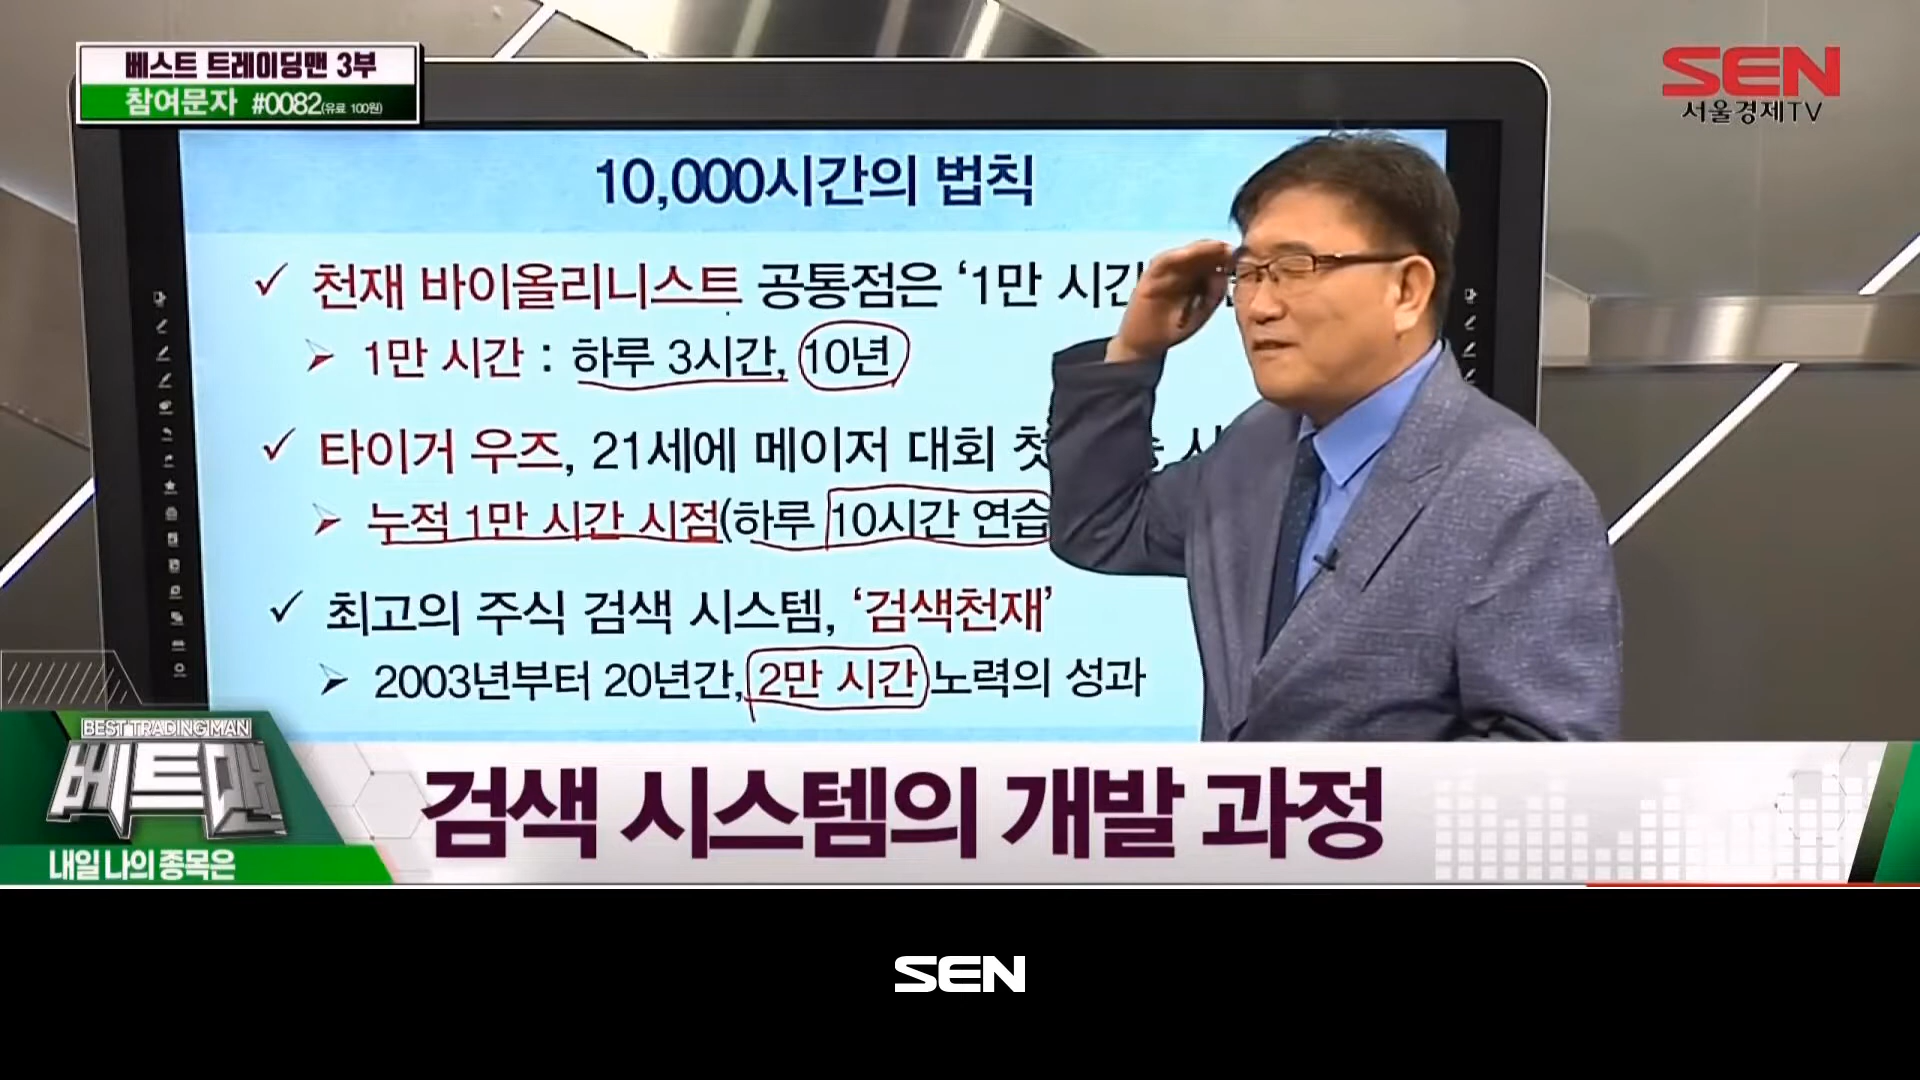 베스트 트레이딩맨 3부
참여문자 #0082(유료 100원)
SEN
서울경제TV
10,000시간의 법칙
✓ 천재 바이올리니스트 공통점은 ‘1만 시간
➢ 1만 시간 : 하루 3시간, 10년
✓ 타이거 우즈, 21세에 메이저 대회 첫
➢ 누적 1만 시간 시점(하루 10시간 연습
✓ 최고의 주식 검색 시스템, ‘검색천재’
➢ 2003년부터 20년간, 2만 시간 노력의 성과
BEST TRADING MAN
베트맨
내일 나의 종목은
검색 시스템의 개발 과정
SEN